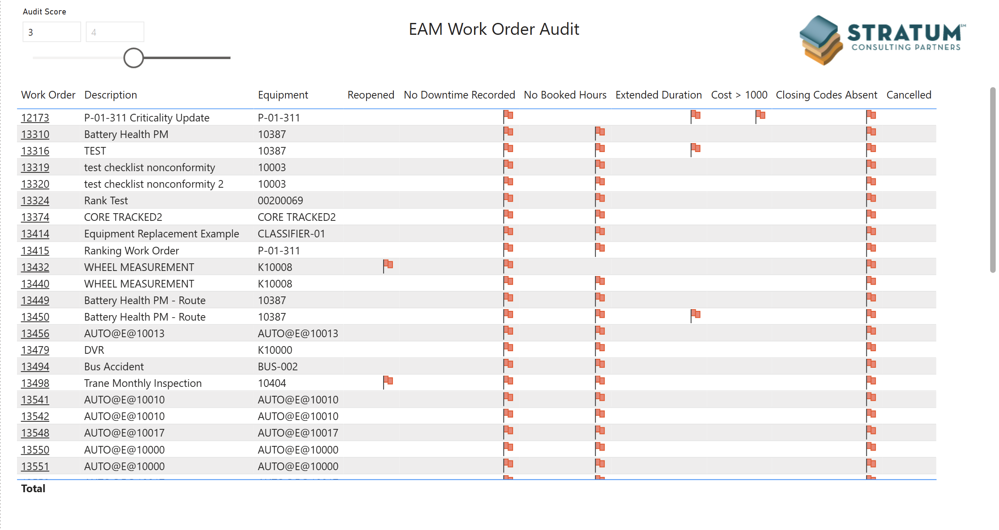 Audit Score
3 4
EAM Work Order Audit
STRATUM SM
CONSULTING PARTNERS
Work Order Description Equipment Reopened No Downtime Recorded No Booked Hours Extended Duration Cost > 1000 Closing Codes Absent Cancelled
12173 P-01-311 Criticality Update P-01-311
13310 Battery Health PM 10387
13316 TEST 10387
13319 test checklist nonconformity 10003
13320 test checklist nonconformity 2 10003
13324 Rank Test 00200069
13374 CORE TRACKED2 CORE TRACKED2
13414 Equipment Replacement Example CLASSIFIER-01
13415 Ranking Work Order P-01-311
13432 WHEEL MEASUREMENT K10008
13440 WHEEL MEASUREMENT K10008
13449 Battery Health PM - Route 10387
13450 Battery Health PM - Route 10387
13456 AUTO@E@10013 AUTO@E@10013
13479 DVR K10000
13494 Bus Accident BUS-002
13498 Trane Monthly Inspection 10404
13541 AUTO@E@10010 AUTO@E@10010
13542 AUTO@E@10010 AUTO@E@10010
13548 AUTO@E@10017 AUTO@E@10017
13550 AUTO@E@10000 AUTO@E@10000
13551 AUTO@E@10000 AUTO@E@10000
Total